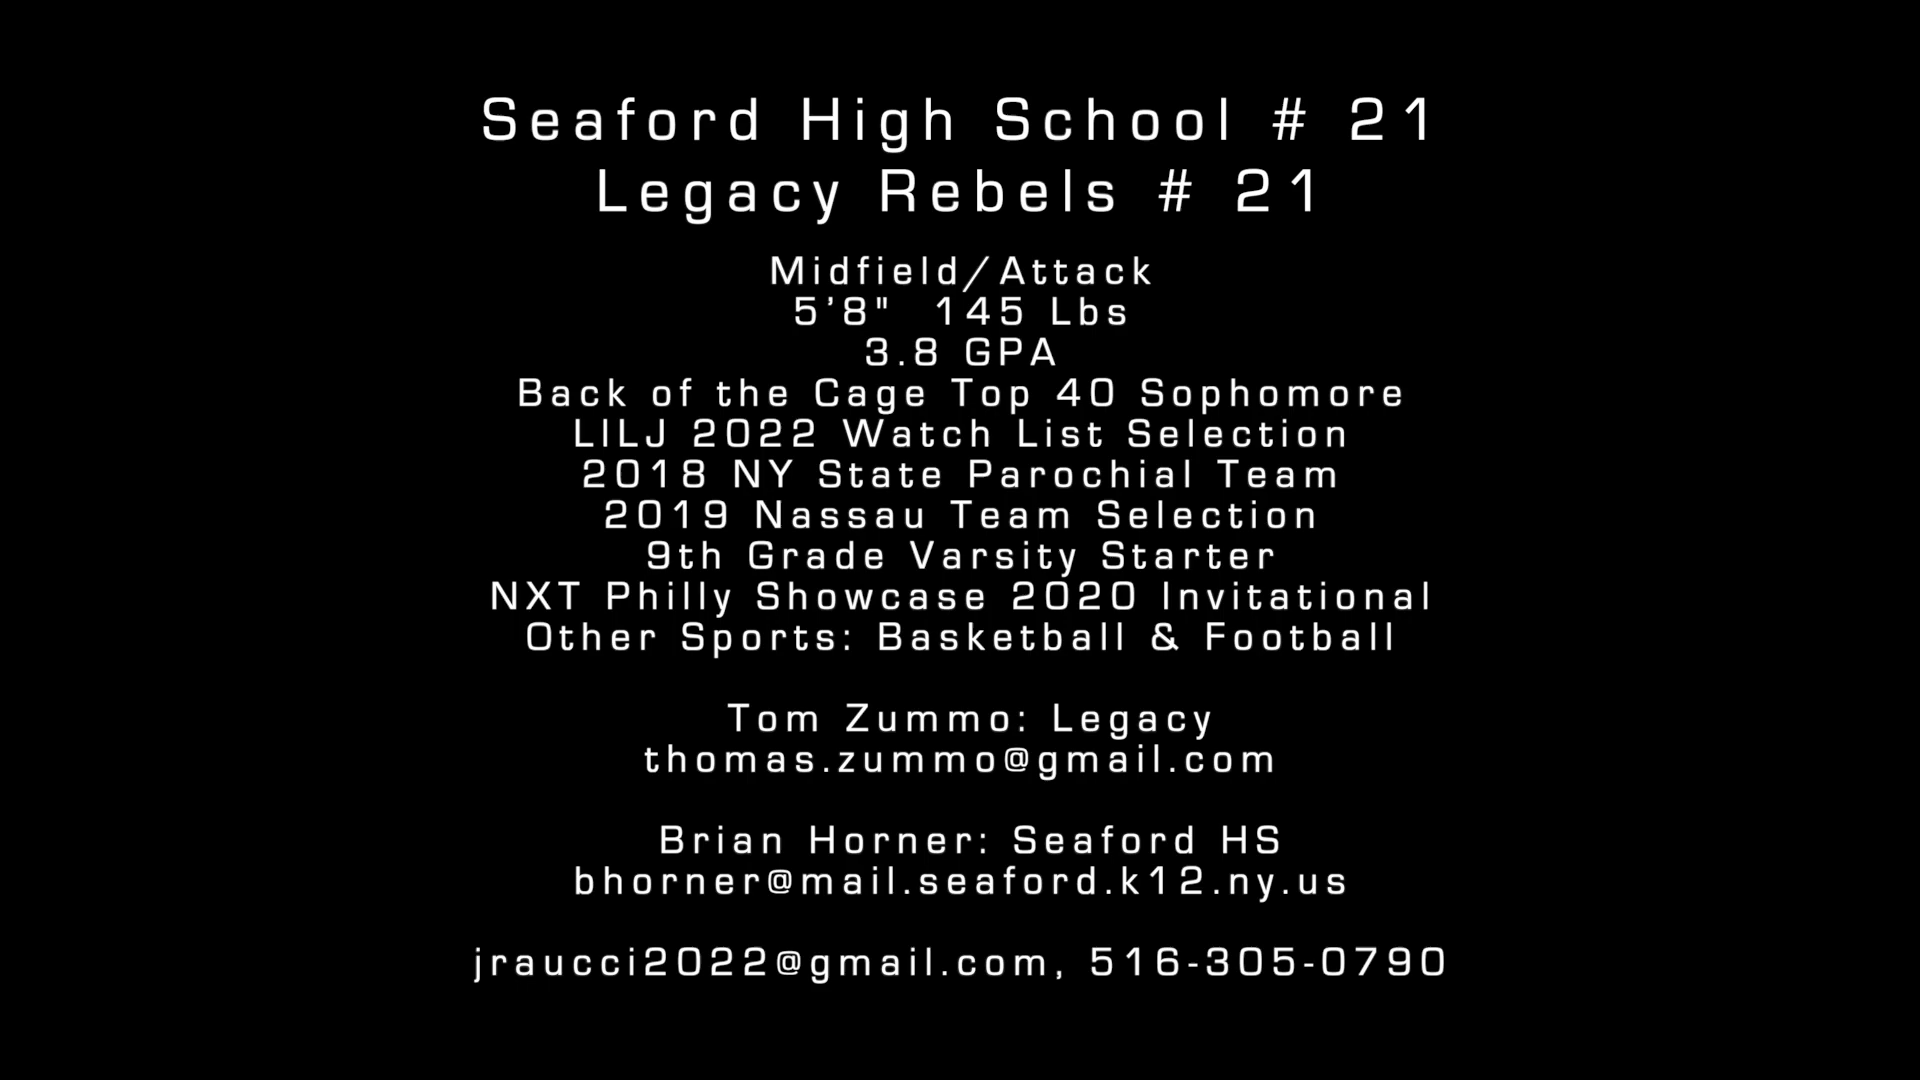 Seaford High School # 21
Legacy Rebels # 21
Midfield/Attack
5’8" 145 Lbs
3.8 GPA
Back of the Cage Top 40 Sophomore
LILJ 2022 Watch List Selection
2018 NY State Parochial Team
2019 Nassau Team Selection
9th Grade Varsity Starter
NXT Philly Showcase 2020 Invitational
Other Sports: Basketball & Football
Tom Zummo: Legacy
thomas.zummo@gmail.com
Brian Horner: Seaford HS
bhorner@mail.seaford.k12.ny.us
jraucci2022@gmail.com, 516-305-0790